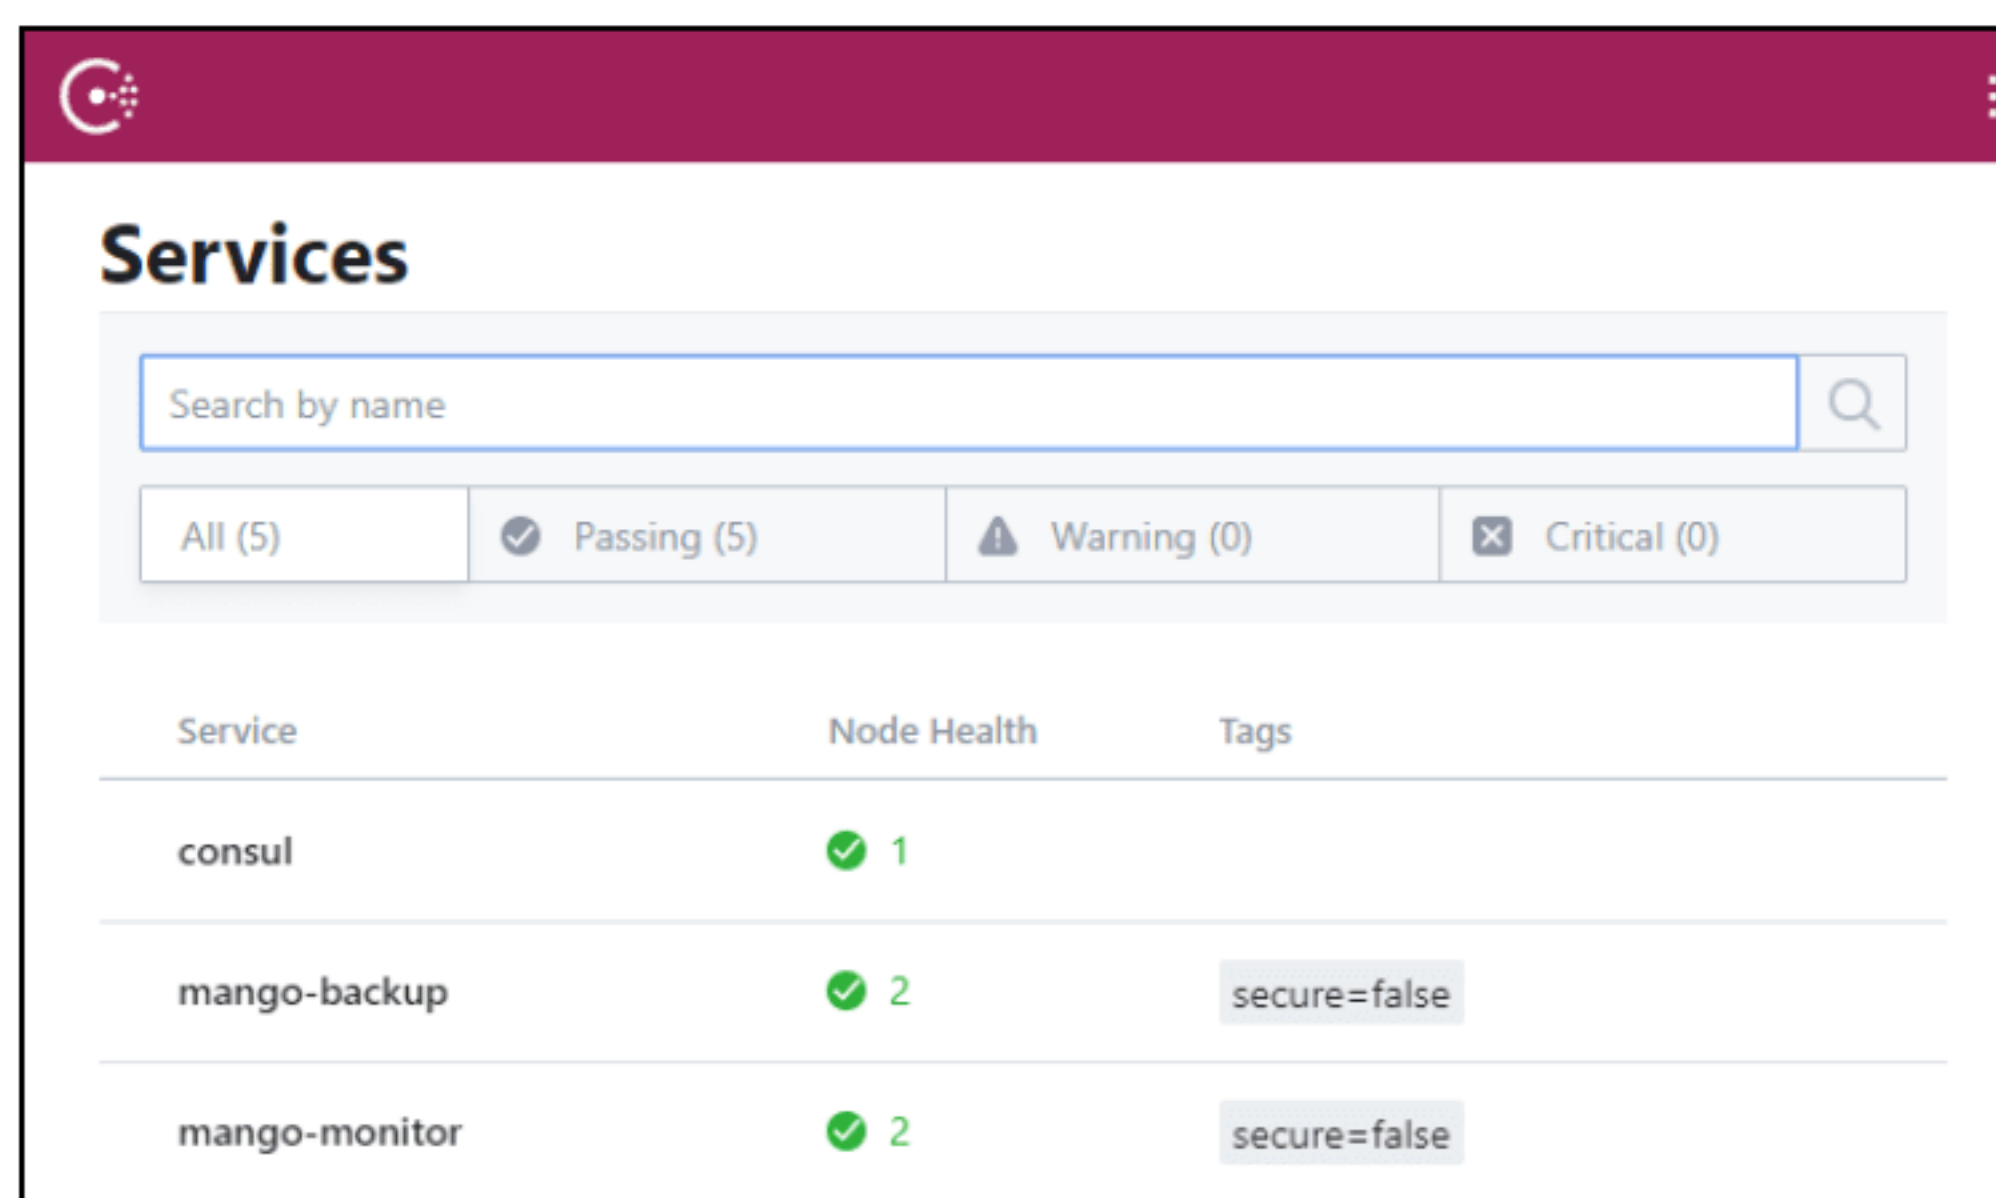 Services
Search by name
All (5) Passing (5) Warning (0) Critical (0)
Service Node Health Tags
consul 1
mango-backup 2 secure=false
mango-monitor 2 secure=false